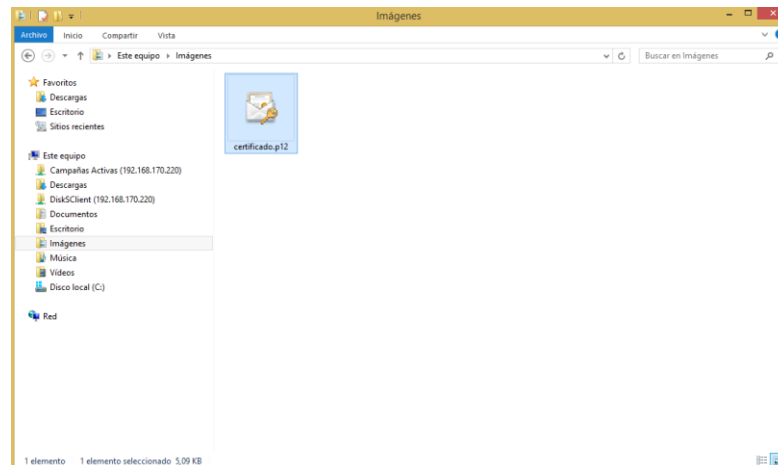 Imágenes
Archivo Inicio Compartir Vista
Este equipo Imágenes Buscar en Imágenes
Favoritos
Descargas
Escritorio
Sitios recientes
Este equipo
Campañas Activas (192.168.170.220)
Descargas
DiskSClient (192.168.170.220)
Documentos
Escritorio
Imágenes
Música
Vídeos
Disco local (C:)
Red
certificado.p12
1 elemento 1 elemento seleccionado 5,09 KB